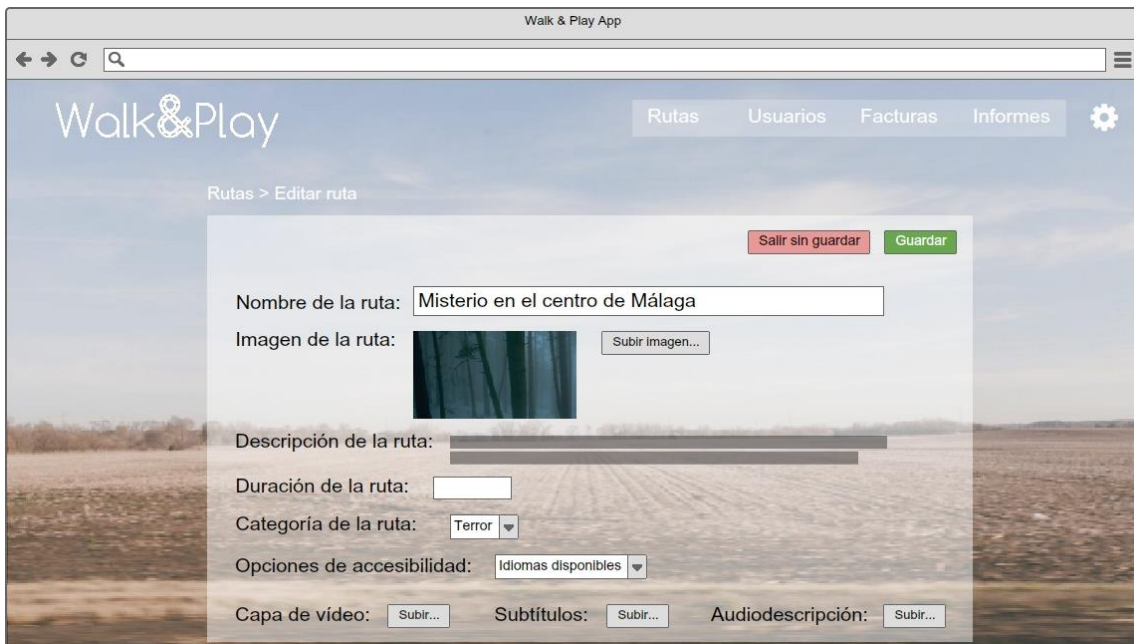 Walk & Play App
Walk&Play
Rutas Usuarios Facturas Informes
Rutas > Editar ruta
Salir sin guardar Guardar
Nombre de la ruta: Misterio en el centro de Málaga
Imagen de la ruta: Subir imagen...
Descripción de la ruta:
Duración de la ruta:
Categoría de la ruta: Terror
Opciones de accesibilidad: Idiomas disponibles
Capa de vídeo: Subir... Subtítulos: Subir... Audiodescripción: Subir...